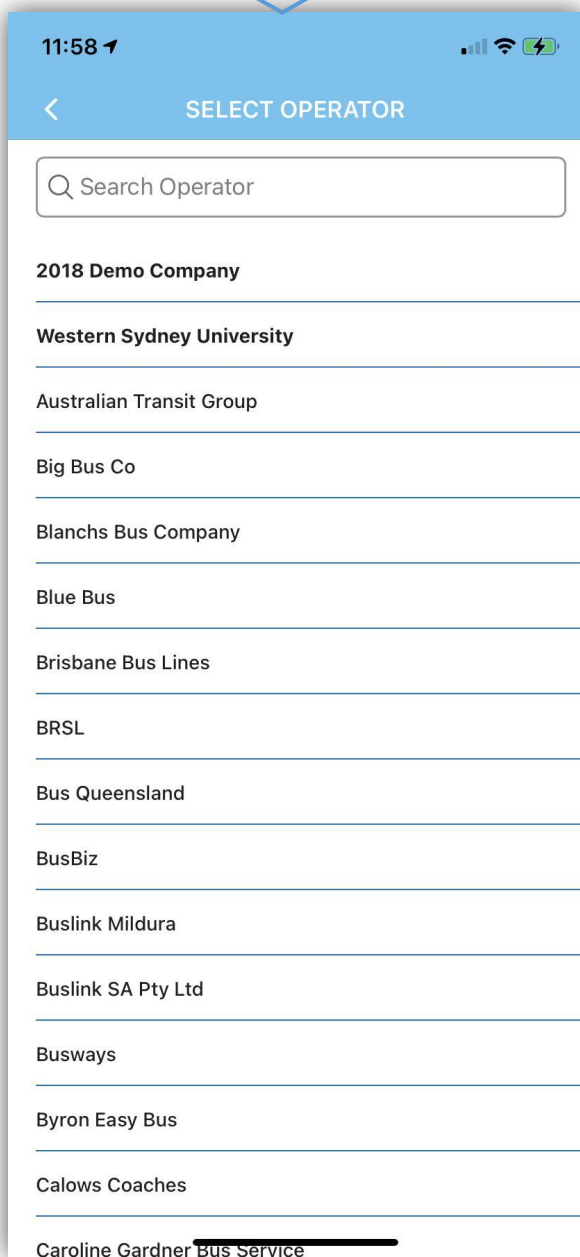 11:58
SELECT OPERATOR
Search Operator
2018 Demo Company
Western Sydney University
Australian Transit Group
Big Bus Co
Blanchs Bus Company
Blue Bus
Brisbane Bus Lines
BRSL
Bus Queensland
BusBiz
Buslink Mildura
Buslink SA Pty Ltd
Busways
Byron Easy Bus
Calows Coaches
Caroline Gardner Bus Service